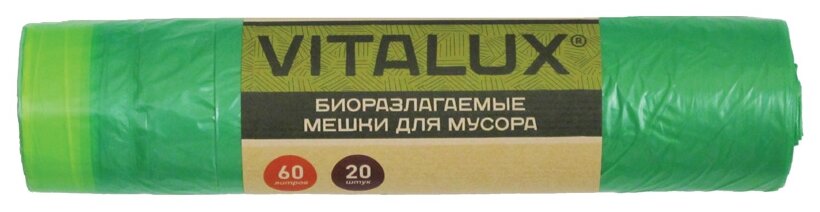 VITALUX®
БИОРАЗЛАГАЕМЫЕ
МЕШКИ ДЛЯ МУСОРА
60 20
литров штук